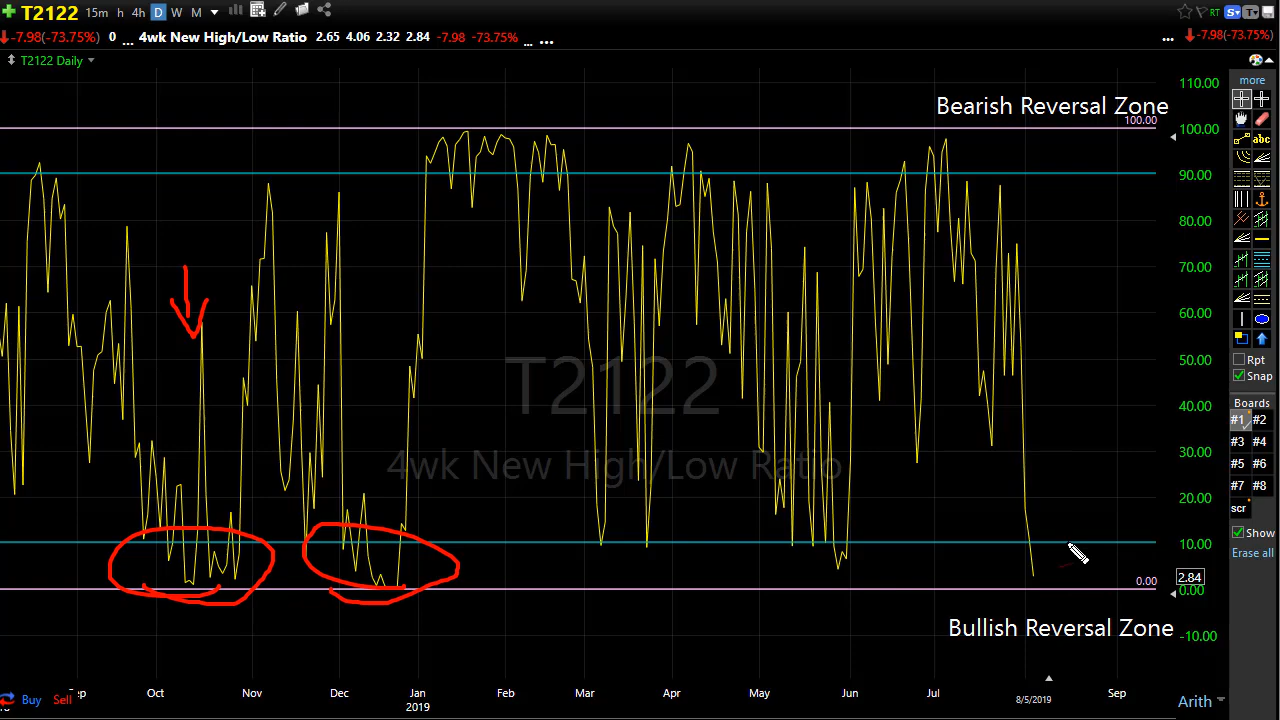 T2122 15m h 4h D W M RT S T
-7.98(-73.75%) 0 ... 4wk New High/Low Ratio 2.65 4.06 2.32 2.84 -7.98 -73.75% ... ... ... -7.98(-73.75%)
T2122 Daily
more
110.00
Bearish Reversal Zone
100.00
100.00
abc
90.00
80.00
70.00
60.00
T2122
50.00
Rpt
Snap
40.00
Boards
#1 #2
#3 #4
30.00
4wk New High/Low Ratio
#5 #6
#7 #8
20.00
scr
Show
10.00
Erase all
0.00
2.84
0.00
Bullish Reversal Zone
-10.00
Oct Nov Dec Jan Feb Mar Apr May Jun Jul Sep
Buy Sell 2019 8/5/2019 Arith